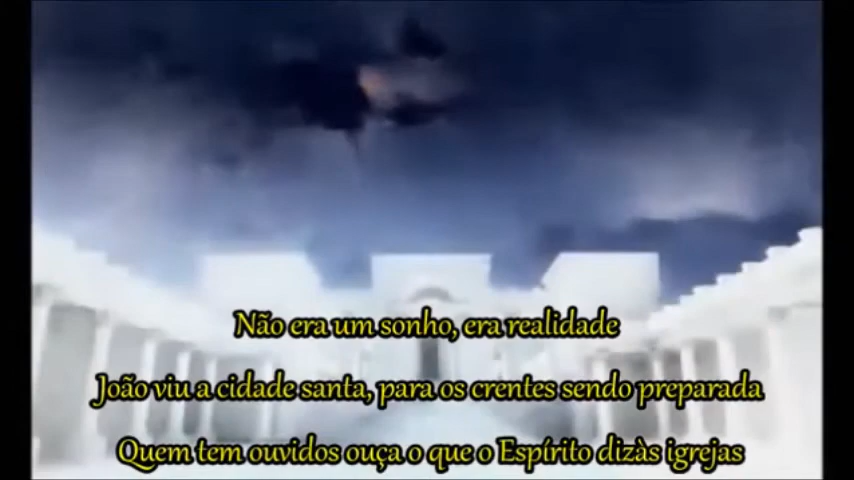 Não era um sonho, era realidade
João viu a cidade santa, para os crentes sendo preparada
Quem tem ouvidos ouça o que o Espírito dizàs igrejas